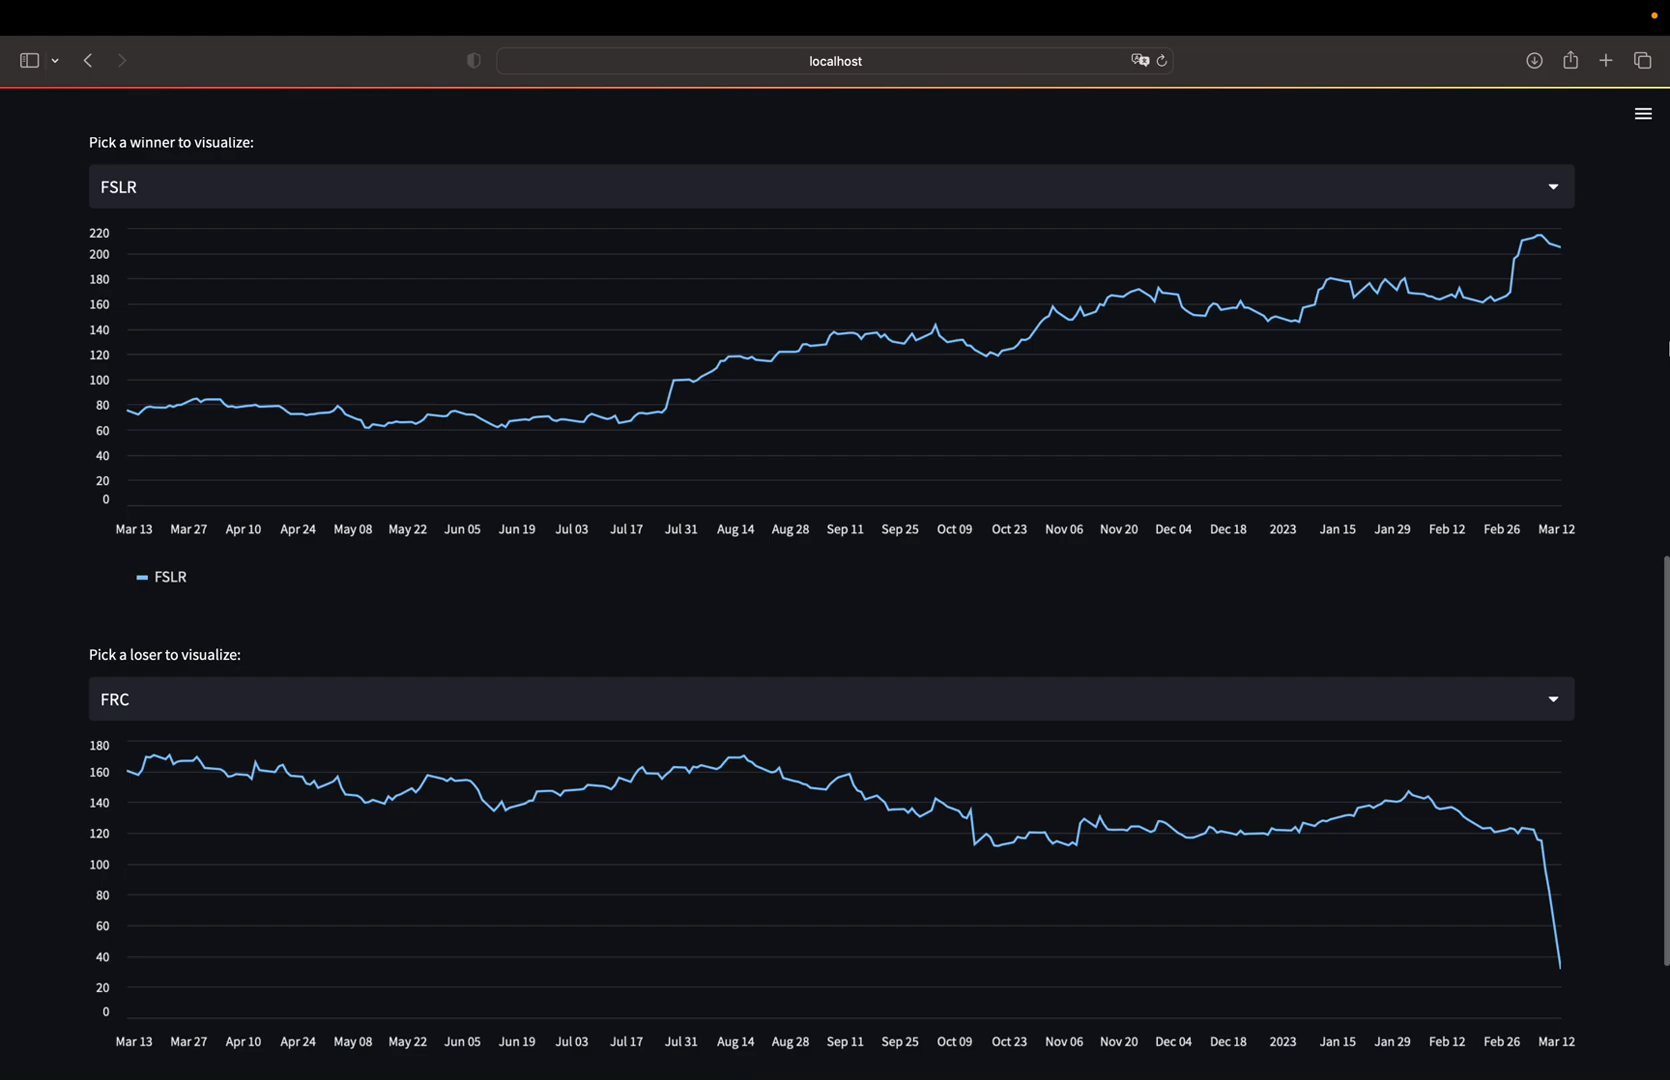 localhost
Pick a winner to visualize:
FSLR
220
200
180
160
140
120
100
80
60
40
20
0
Mar 13 Mar 27 Apr 10 Apr 24 May 08 May 22 Jun 05 Jun 19 Jul 03 Jul 17 Jul 31 Aug 14 Aug 28 Sep 11 Sep 25 Oct 09 Oct 23 Nov 06 Nov 20 Dec 04 Dec 18 2023 Jan 15 Jan 29 Feb 12 Feb 26 Mar 12
FSLR
Pick a loser to visualize:
FRC
180
160
140
120
100
80
60
40
20
0
Mar 13 Mar 27 Apr 10 Apr 24 May 08 May 22 Jun 05 Jun 19 Jul 03 Jul 17 Jul 31 Aug 14 Aug 28 Sep 11 Sep 25 Oct 09 Oct 23 Nov 06 Nov 20 Dec 04 Dec 18 2023 Jan 15 Jan 29 Feb 12 Feb 26 Mar 12